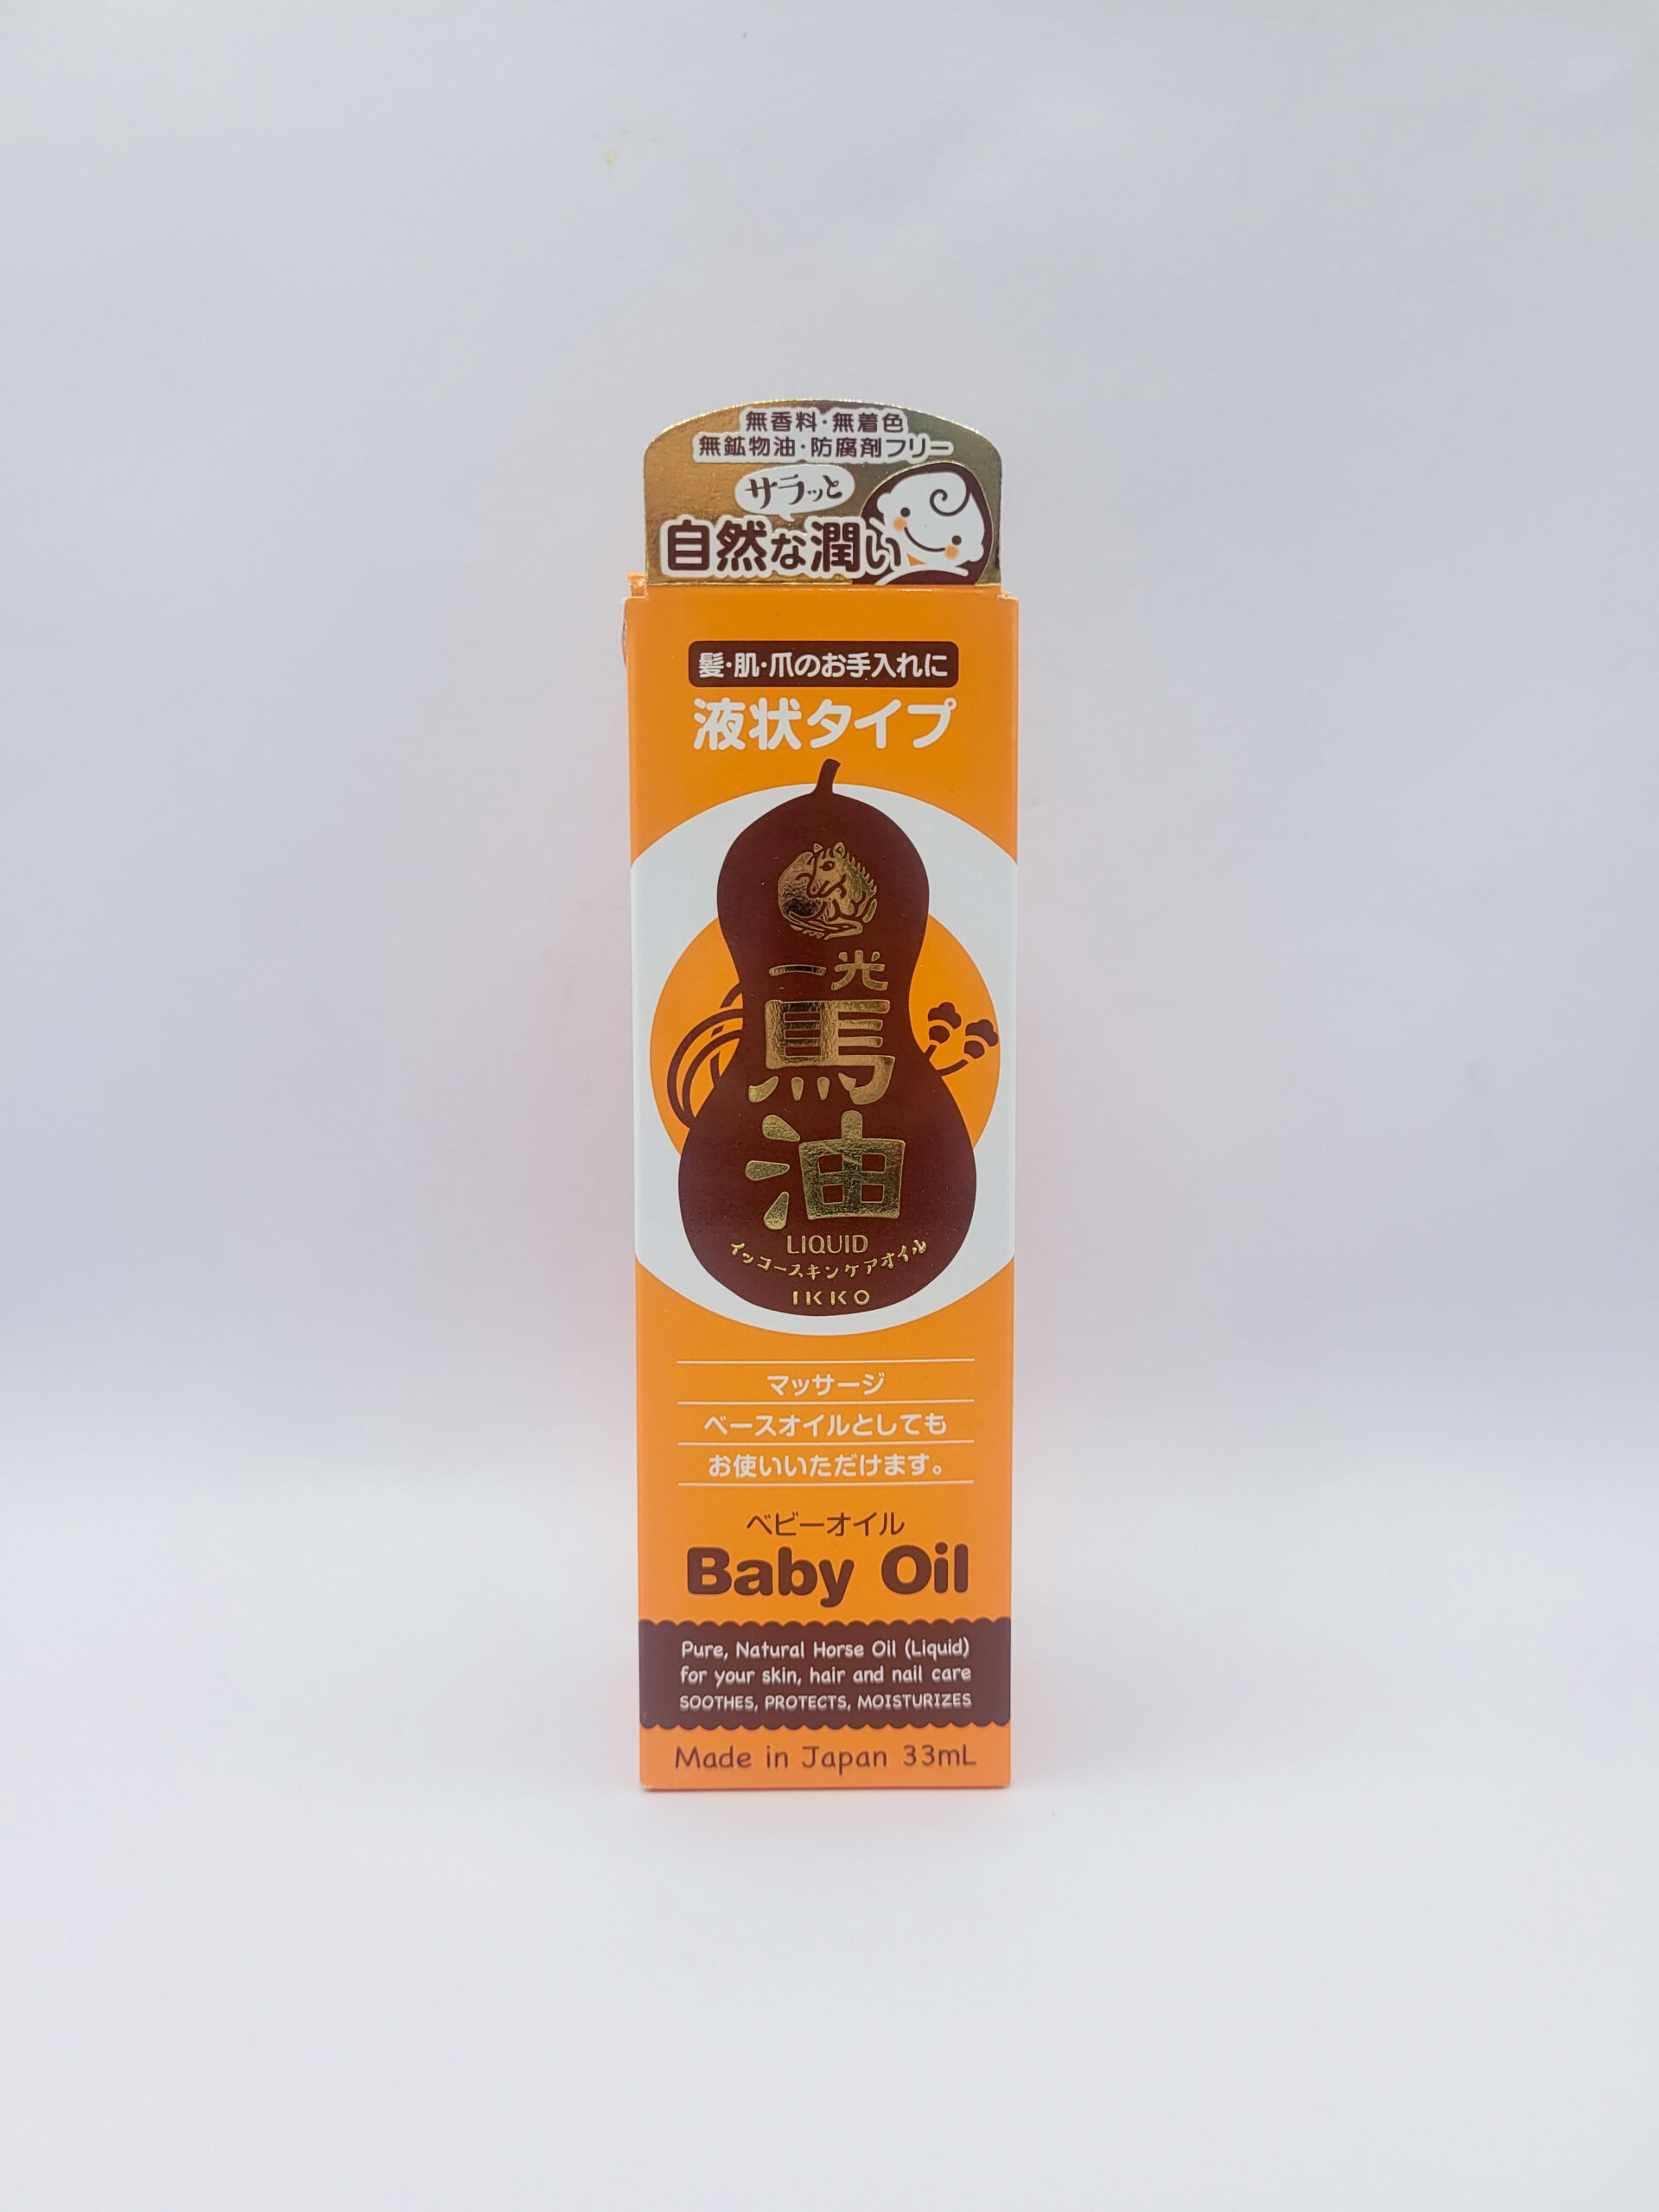 無香料・無着色
無鉱物油・防腐剤フリー
サラッと
自然な潤い
髪・肌・爪のお手入れに
液状タイプ
一光
馬
油
LIQUID
イッコースキンケアオイル
IKKO
マッサージ
ベースオイルとしても
お使いいただけます。
ベビーオイル
Baby Oil
Pure, Natural Horse Oil (Liquid)
for your skin, hair and nail care
SOOTHES, PROTECTS, MOISTURIZES
Made in Japan 33mL